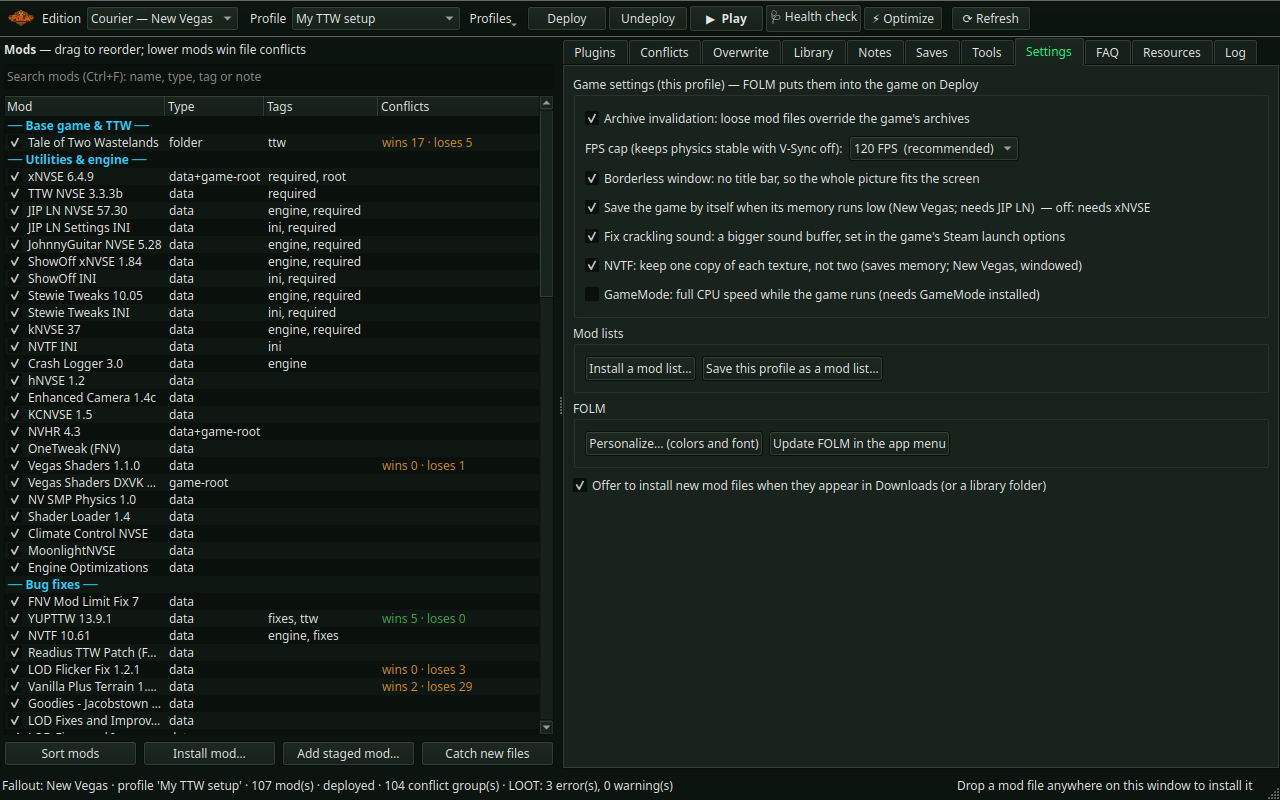 Edition Courier — New Vegas Profile My TTW setup Profiles Deploy Undeploy ▶ Play Health check ⚡ Optimize ⟳ Refresh
Mods — drag to reorder; lower mods win file conflicts
Search mods (Ctrl+F): name, type, tag or note
Mod Type Tags Conflicts
── Base game & TTW ──
✓ Tale of Two Wastelands folder ttw wins 17 · loses 5
── Utilities & engine ──
✓ xNVSE 6.4.9 data+game-root required, root
✓ TTW NVSE 3.3.3b data required
✓ JIP LN NVSE 57.30 data engine, required
✓ JIP LN Settings INI data ini, required
✓ JohnnyGuitar NVSE 5.28 data engine, required
✓ ShowOff xNVSE 1.84 data engine, required
✓ ShowOff INI data ini, required
✓ Stewie Tweaks 10.05 data engine, required
✓ Stewie Tweaks INI data ini, required
✓ kNVSE 37 data engine, required
✓ NVTF INI data ini
✓ Crash Logger 3.0 data engine
✓ hNVSE 1.2 data
✓ Enhanced Camera 1.4c data
✓ KCNVSE 1.5 data
✓ NVHR 4.3 data+game-root
✓ OneTweak (FNV) data
✓ Vegas Shaders 1.1.0 data wins 0 · loses 1
✓ Vegas Shaders DXVK ... game-root
✓ NV SMP Physics 1.0 data
✓ Shader Loader 1.4 data
✓ Climate Control NVSE data
✓ MoonlightNVSE data
✓ Engine Optimizations data
── Bug fixes ──
✓ FNV Mod Limit Fix 7 data
✓ YUPTTW 13.9.1 data fixes, ttw wins 5 · loses 0
✓ NVTF 10.61 data engine, fixes
✓ Readius TTW Patch (F... data
✓ LOD Flicker Fix 1.2.1 data wins 0 · loses 3
✓ Vanilla Plus Terrain 1.... data wins 2 · loses 29
✓ Goodies - Jacobstown ... data
✓ LOD Fixes and Improv... data
Sort mods Install mod... Add staged mod... Catch new files
Plugins Conflicts Overwrite Library Notes Saves Tools Settings FAQ Resources Log
Game settings (this profile) — FOLM puts them into the game on Deploy
✓ Archive invalidation: loose mod files override the game's archives
FPS cap (keeps physics stable with V-Sync off): 120 FPS (recommended)
✓ Borderless window: no title bar, so the whole picture fits the screen
✓ Save the game by itself when its memory runs low (New Vegas; needs JIP LN) — off: needs xNVSE
✓ Fix crackling sound: a bigger sound buffer, set in the game's Steam launch options
✓ NVTF: keep one copy of each texture, not two (saves memory; New Vegas, windowed)
GameMode: full CPU speed while the game runs (needs GameMode installed)
Mod lists
Install a mod list... Save this profile as a mod list...
FOLM
Personalize... (colors and font) Update FOLM in the app menu
✓ Offer to install new mod files when they appear in Downloads (or a library folder)
Fallout: New Vegas · profile 'My TTW setup' · 107 mod(s) · deployed · 104 conflict group(s) · LOOT: 3 error(s), 0 warning(s) Drop a mod file anywhere on this window to install it